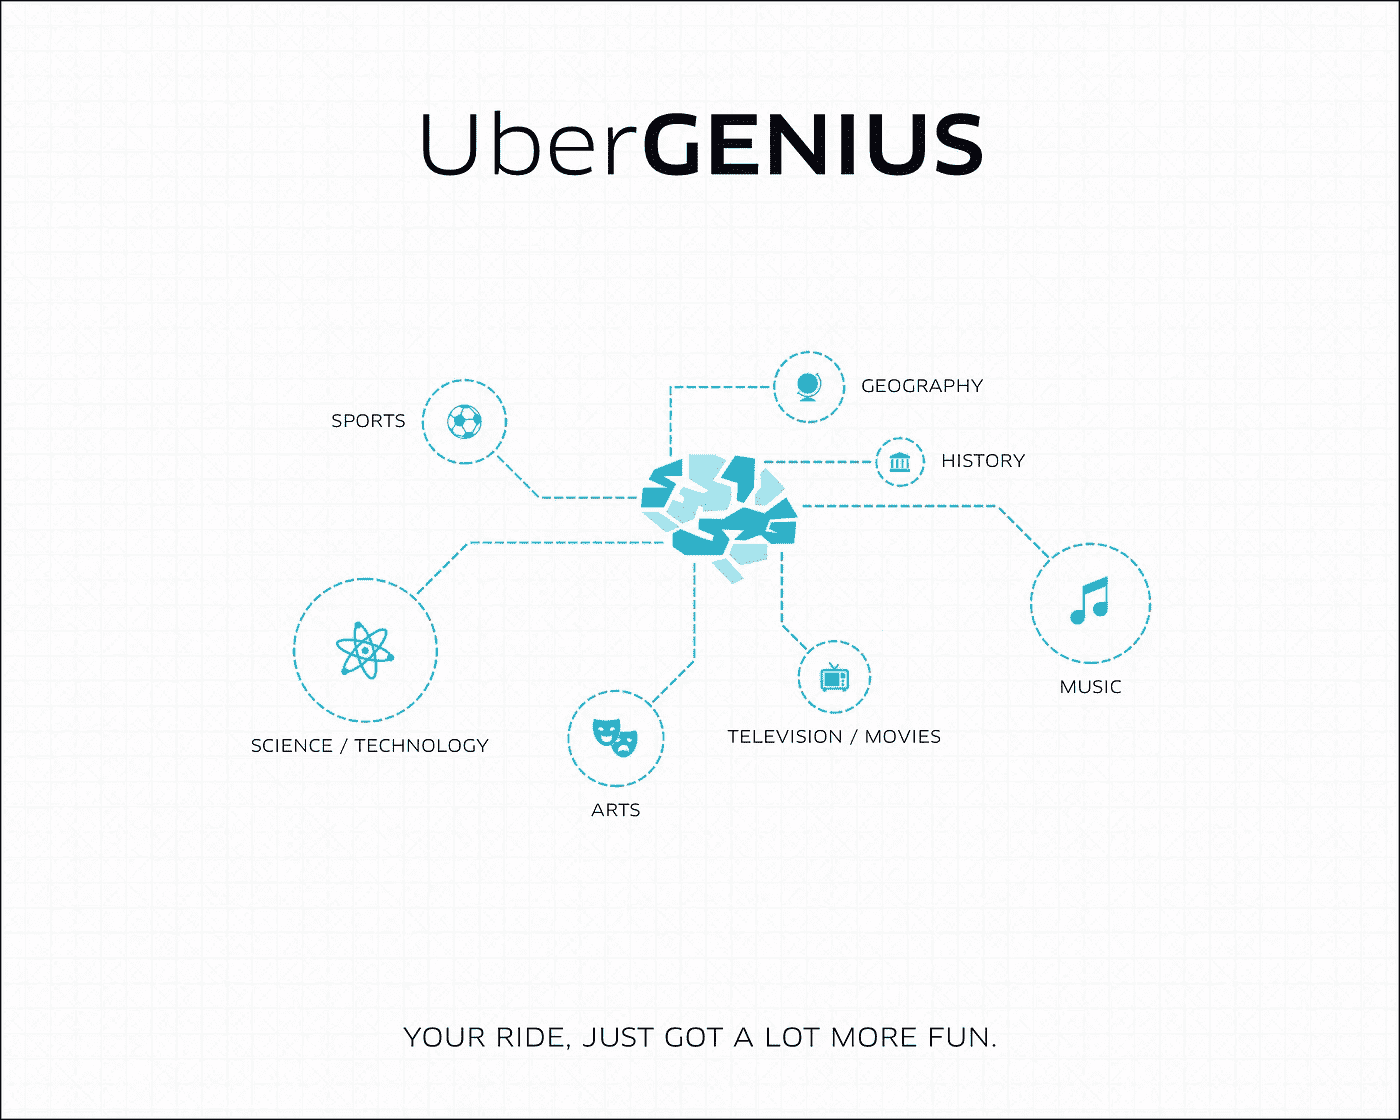 UberGENIUS
GEOGRAPHY
SPORTS
HISTORY
MUSIC
SCIENCE / TECHNOLOGY
TELEVISION / MOVIES
ARTS
YOUR RIDE, JUST GOT A LOT MORE FUN.